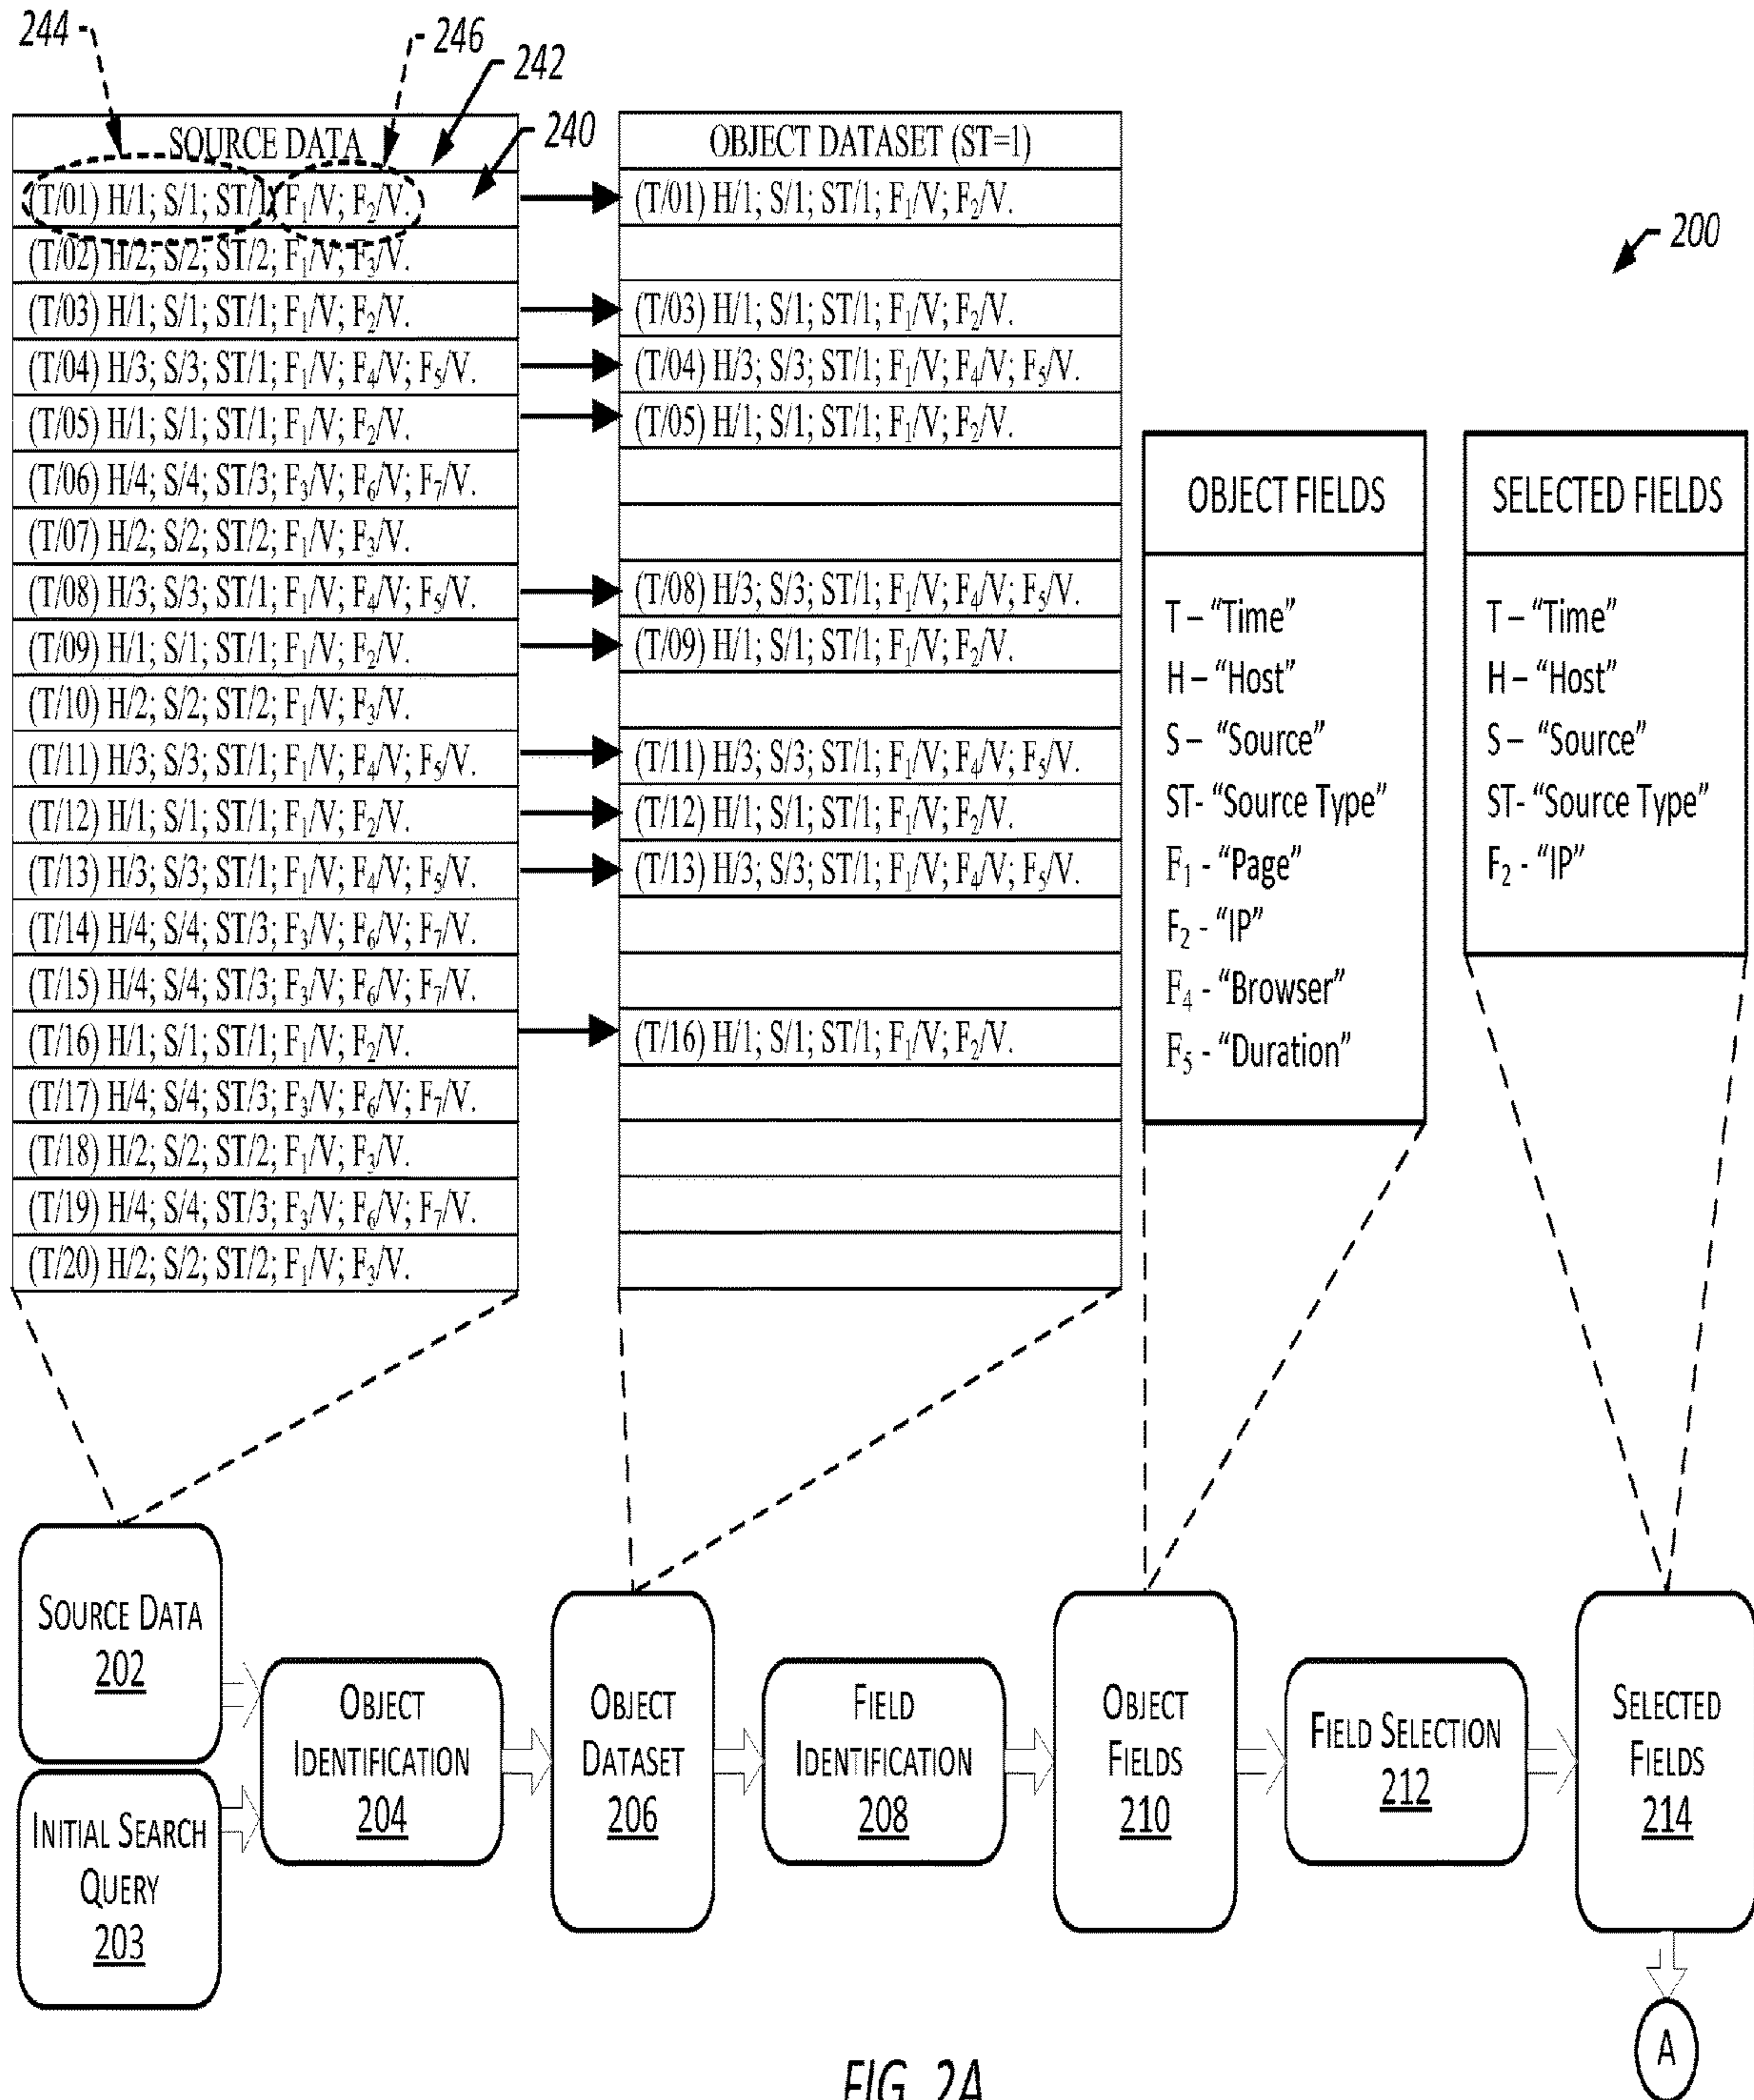 244
246
242
240
SOURCE DATA
(T/01) H/1; S/1; ST/1; F₁/V; F₂/V.
(T/02) H/2; S/2; ST/2; F₁/V; F₃/V.
(T/03) H/1; S/1; ST/1; F₁/V; F₂/V.
(T/04) H/3; S/3; ST/1; F₁/V; F₄/V; F₅/V.
(T/05) H/1; S/1; ST/1; F₁/V; F₂/V.
(T/06) H/4; S/4; ST/3; F₃/V; F₆/V; F₇/V.
(T/07) H/2; S/2; ST/2; F₁/V; F₃/V.
(T/08) H/3; S/3; ST/1; F₁/V; F₄/V; F₅/V.
(T/09) H/1; S/1; ST/1; F₁/V; F₂/V.
(T/10) H/2; S/2; ST/2; F₁/V; F₃/V.
(T/11) H/3; S/3; ST/1; F₁/V; F₄/V; F₅/V.
(T/12) H/1; S/1; ST/1; F₁/V; F₂/V.
(T/13) H/3; S/3; ST/1; F₁/V; F₄/V; F₅/V.
(T/14) H/4; S/4; ST/3; F₃/V; F₆/V; F₇/V.
(T/15) H/4; S/4; ST/3; F₃/V; F₆/V; F₇/V.
(T/16) H/1; S/1; ST/1; F₁/V; F₂/V.
(T/17) H/4; S/4; ST/3; F₃/V; F₆/V; F₇/V.
(T/18) H/2; S/2; ST/2; F₁/V; F₃/V.
(T/19) H/4; S/4; ST/3; F₃/V; F₆/V; F₇/V.
(T/20) H/2; S/2; ST/2; F₁/V; F₃/V.
OBJECT DATASET (ST=1)
(T/01) H/1; S/1; ST/1; F₁/V; F₂/V.
(T/03) H/1; S/1; ST/1; F₁/V; F₂/V.
(T/04) H/3; S/3; ST/1; F₁/V; F₄/V; F₅/V.
(T/05) H/1; S/1; ST/1; F₁/V; F₂/V.
(T/08) H/3; S/3; ST/1; F₁/V; F₄/V; F₅/V.
(T/09) H/1; S/1; ST/1; F₁/V; F₂/V.
(T/11) H/3; S/3; ST/1; F₁/V; F₄/V; F₅/V.
(T/12) H/1; S/1; ST/1; F₁/V; F₂/V.
(T/13) H/3; S/3; ST/1; F₁/V; F₄/V; F₅/V.
(T/16) H/1; S/1; ST/1; F₁/V; F₂/V.
200
OBJECT FIELDS
T – “Time”
H – “Host”
S – “Source”
ST- “Source Type”
F₁ - “Page”
F₂ - “IP”
F₄ - “Browser”
F₅ - “Duration”
SELECTED FIELDS
T – “Time”
H – “Host”
S – “Source”
ST- “Source Type”
F₂ - “IP”
SOURCE DATA
202
INITIAL SEARCH
QUERY
203
OBJECT
IDENTIFICATION
204
OBJECT
DATASET
206
FIELD
IDENTIFICATION
208
OBJECT
FIELDS
210
FIELD SELECTION
212
SELECTED
FIELDS
214
A
FIG. 2A